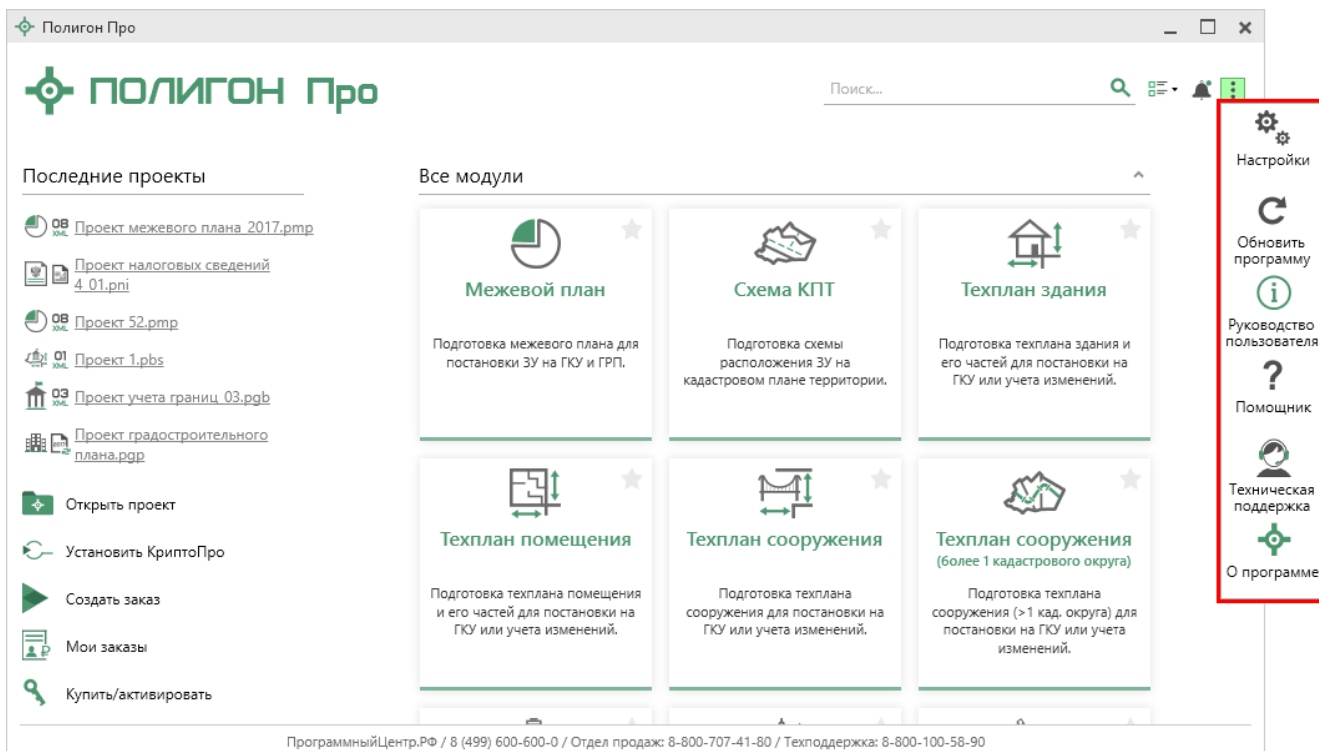 Полигон Про
ПОЛИГОН Про
Поиск...
Последние проекты
08
XML
Проект межевого плана_2017.pmp
Проект налоговых сведений
4_01.pni
08
XML
Проект 52.pmp
01
XML
Проект 1.pbs
03
XML
Проект учета границ_03.pgb
Проект градостроительного
плана.pgp
Открыть проект
Установить КриптоПро
Создать заказ
Мои заказы
Купить/активировать
Все модули
Межевой план
Подготовка межевого плана для
постановки ЗУ на ГКУ и ГРП.
Схема КПТ
Подготовка схемы
расположения ЗУ на
кадастровом плане территории.
Техплан здания
Подготовка техплана здания и
его частей для постановки на
ГКУ или учета изменений.
Техплан помещения
Подготовка техплана помещения
и его частей для постановки на
ГКУ или учета изменений.
Техплан сооружения
Подготовка техплана
сооружения для постановки на
ГКУ или учета изменений.
Техплан сооружения
(более 1 кадастрового округа)
Подготовка техплана
сооружения (>1 кад. округа) для
постановки на ГКУ или учета
изменений.
Настройки
Обновить
программу
Руководство
пользователя
Помощник
Техническая
поддержка
О программе
ПрограммныйЦентр.РФ / 8 (499) 600-600-0 / Отдел продаж: 8-800-707-41-80 / Техподдержка: 8-800-100-58-90